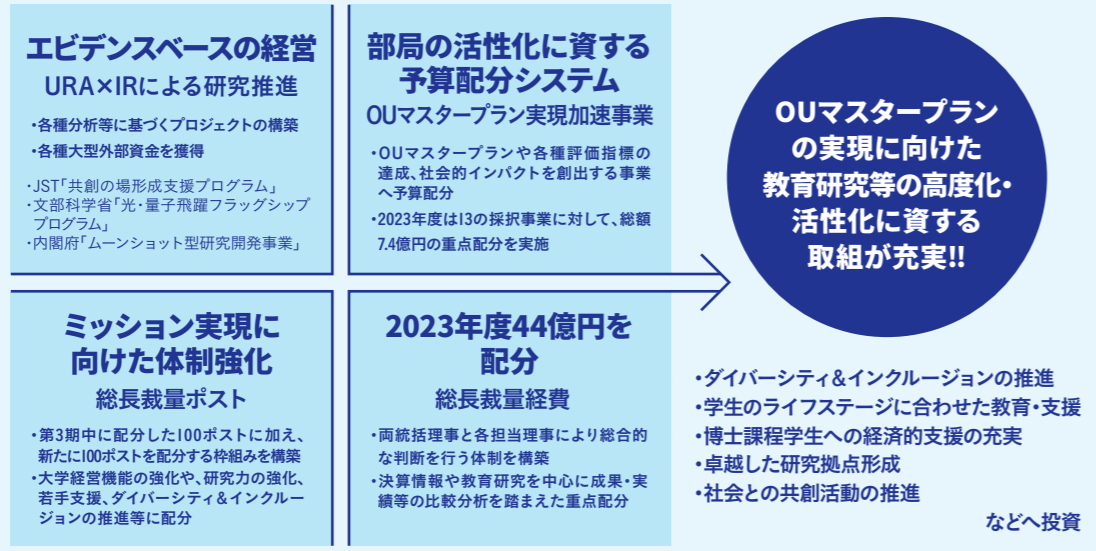 エビデンスベースの経営
URA×IRによる研究推進
・各種分析等に基づくプロジェクトの構築
・各種大型外部資金を獲得
・JST「共創の場形成支援プログラム」
・文部科学省「光・量子飛躍フラッグシップ
プログラム」
・内閣府「ムーンショット型研究開発事業」
部局の活性化に資する
予算配分システム
OUマスタープラン実現加速事業
・OUマスタープランや各種評価指標の
達成、社会的インパクトを創出する事業
へ予算配分
・2023年度は13の採択事業に対して、総額
7.4億円の重点配分を実施
ミッション実現に
向けた体制強化
総長裁量ポスト
・第3期中に配分した100ポストに加え、
新たに100ポストを配分する枠組みを構築
・大学経営機能の強化や、研究力の強化、
若手支援、ダイバーシティ&インクルー
ジョンの推進等に配分
2023年度44億円を
配分
総長裁量経費
・両統括理事と各担当理事により総合的
な判断を行う体制を構築
・決算情報や教育研究を中心に成果・実
績等の比較分析を踏まえた重点配分
OUマスタープラン
の実現に向けた
教育研究等の高度化・
活性化に資する
取組が充実!!
・ダイバーシティ&インクルージョンの推進
・学生のライフステージに合わせた教育・支援
・博士課程学生への経済的支援の充実
・卓越した研究拠点形成
・社会との共創活動の推進
などへ投資